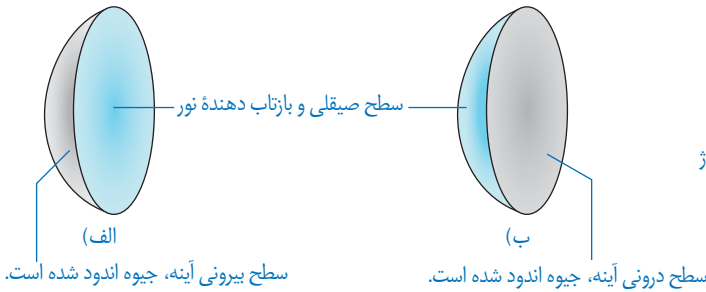 سطح صیقلی و بازتاب دهندهٔ نور
ژ
ب)
الف)
سطح درونی آینه، جیوه اندود شده است.
سطح بیرونی آینه، جیوه اندود شده است.